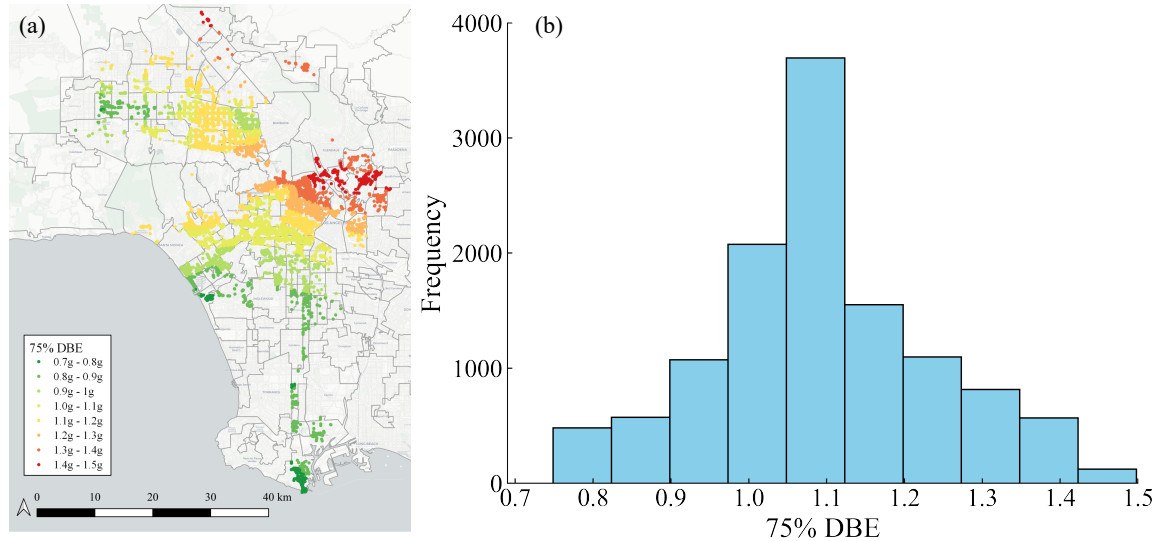 (a)
75% DBE
0.7g - 0.8g
0.8g - 0.9g
0.9g - 1g
1.0g - 1.1g
1.1g - 1.2g
1.2g - 1.3g
1.3g - 1.4g
1.4g - 1.5g
0 10 20 30 40 km
(b)
4000
3000
2000
1000
0
Frequency
0.7 0.8 0.9 1.0 1.1 1.2 1.3 1.4 1.5
75% DBE